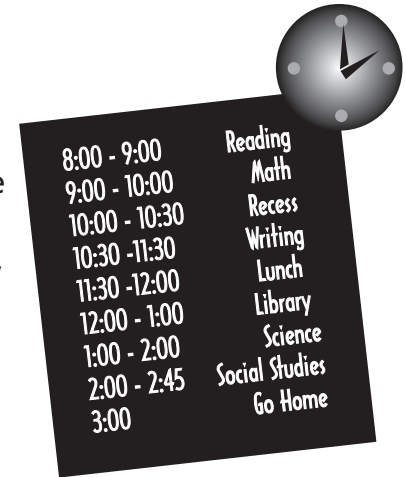 8:00 - 9:00 Reading
9:00 - 10:00 Math
10:00 - 10:30 Recess
10:30 -11:30 Writing
11:30 -12:00 Lunch
12:00 - 1:00 Library
1:00 - 2:00 Science
2:00 - 2:45 Social Studies
3:00 Go Home